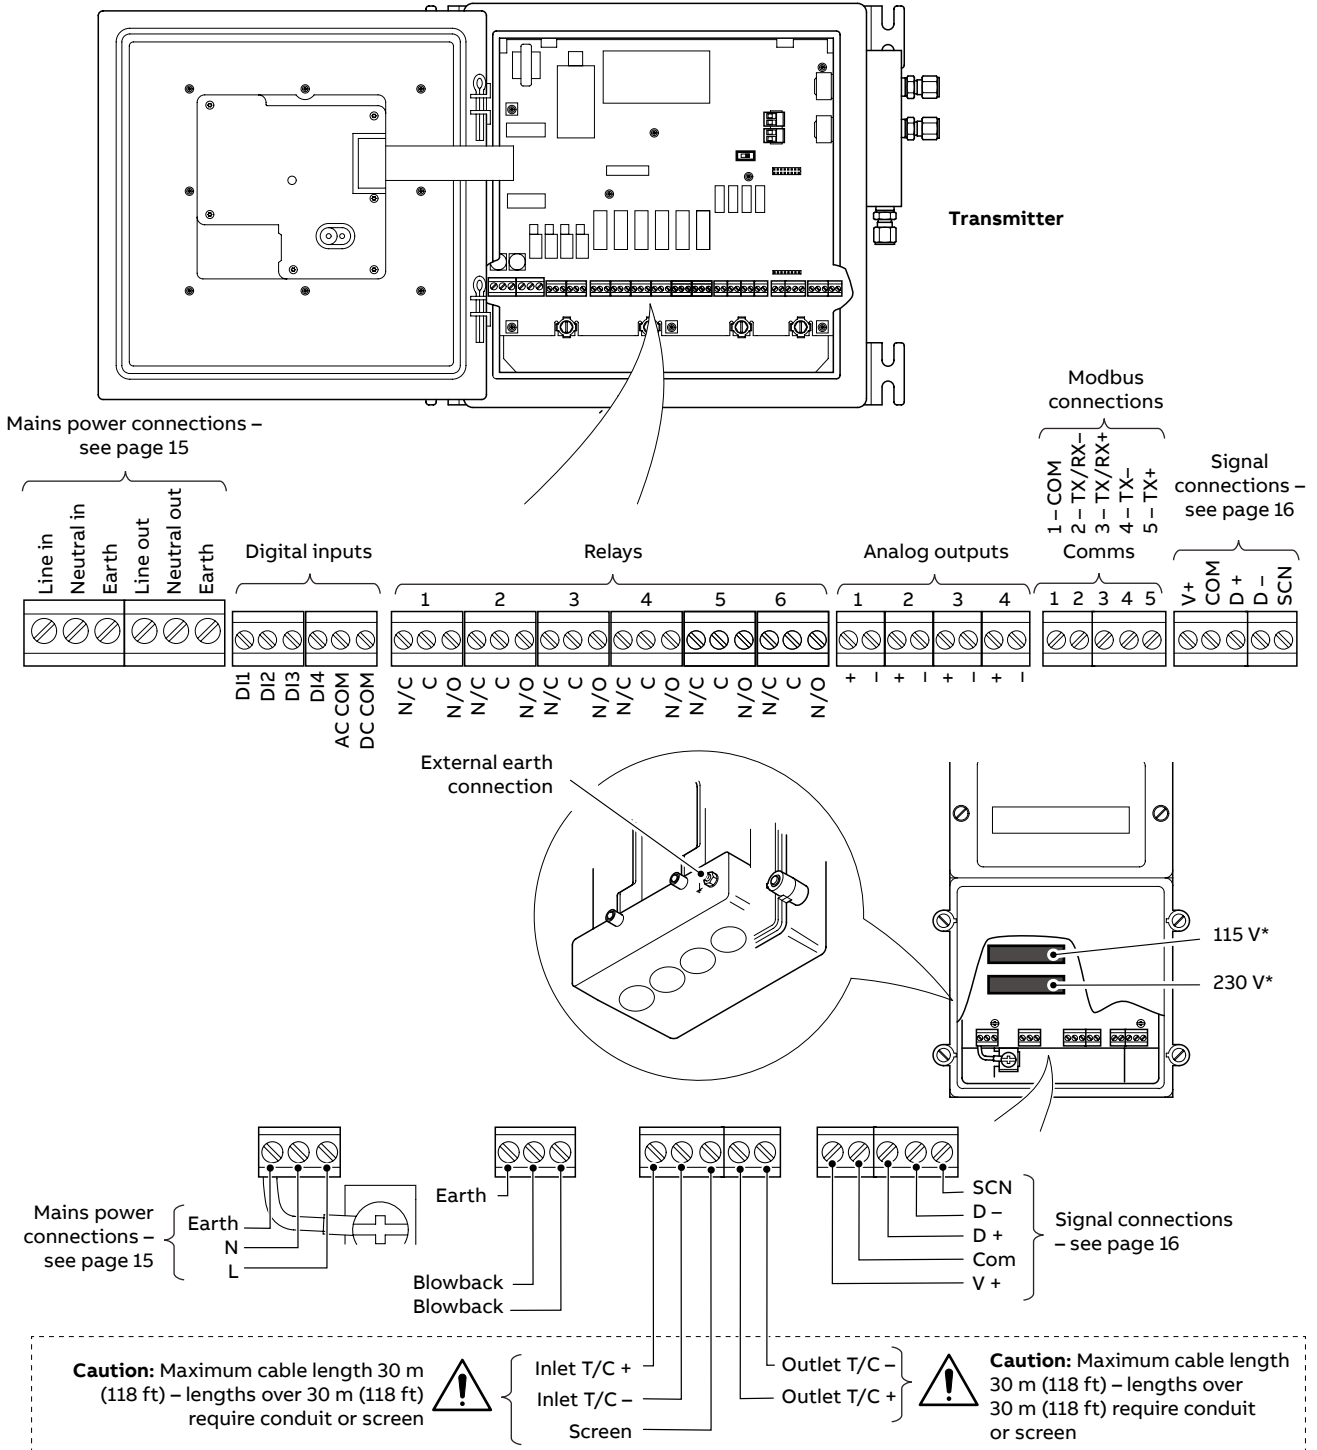 Transmitter
Mains power connections –
see page 15
Line in
Neutral in
Earth
Line out
Neutral out
Earth
Digital inputs
DI1
DI2
DI3
DI4
AC COM
DC COM
Relays
1 2 3 4 5 6
N/C C N/O N/C C N/O N/C C N/O N/C C N/O N/C C N/O N/C C N/O
Analog outputs
1 2 3 4
+ – + – + – + –
Modbus
connections
1 – COM
2 – TX/RX–
3 – TX/RX+
4 – TX–
5 – TX+
Comms
1 2 3 4 5
Signal
connections –
see page 16
V+
COM
D +
D –
SCN
External earth
connection
115 V*
230 V*
Mains power
connections –
see page 15
Earth
N
L
Earth
Blowback
Blowback
SCN
D –
D +
Com
V +
Signal connections
– see page 16
Caution: Maximum cable length 30 m
(118 ft) – lengths over 30 m (118 ft)
require conduit or screen
Inlet T/C +
Inlet T/C –
Screen
Outlet T/C –
Outlet T/C +
Caution: Maximum cable length
30 m (118 ft) – lengths over
30 m (118 ft) require conduit
or screen